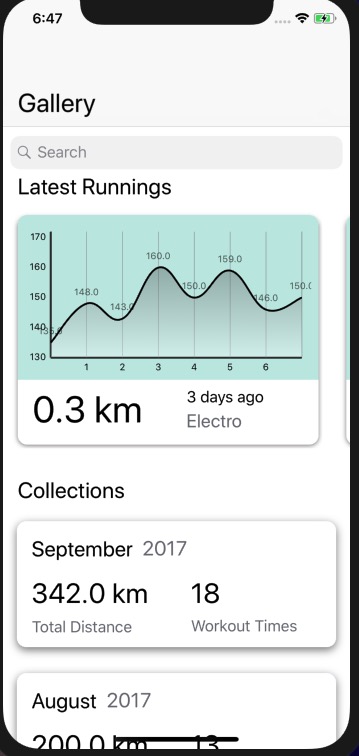 6:47
Gallery
Search
Latest Runnings
170
160
150
140
130
135.0
148.0
143.0
160.0
150.0
159.0
146.0
150.0
1 2 3 4 5 6
0.3 km
3 days ago
Electro
Collections
September 2017
342.0 km 18
Total Distance Workout Times
August 2017
200.0 km 13